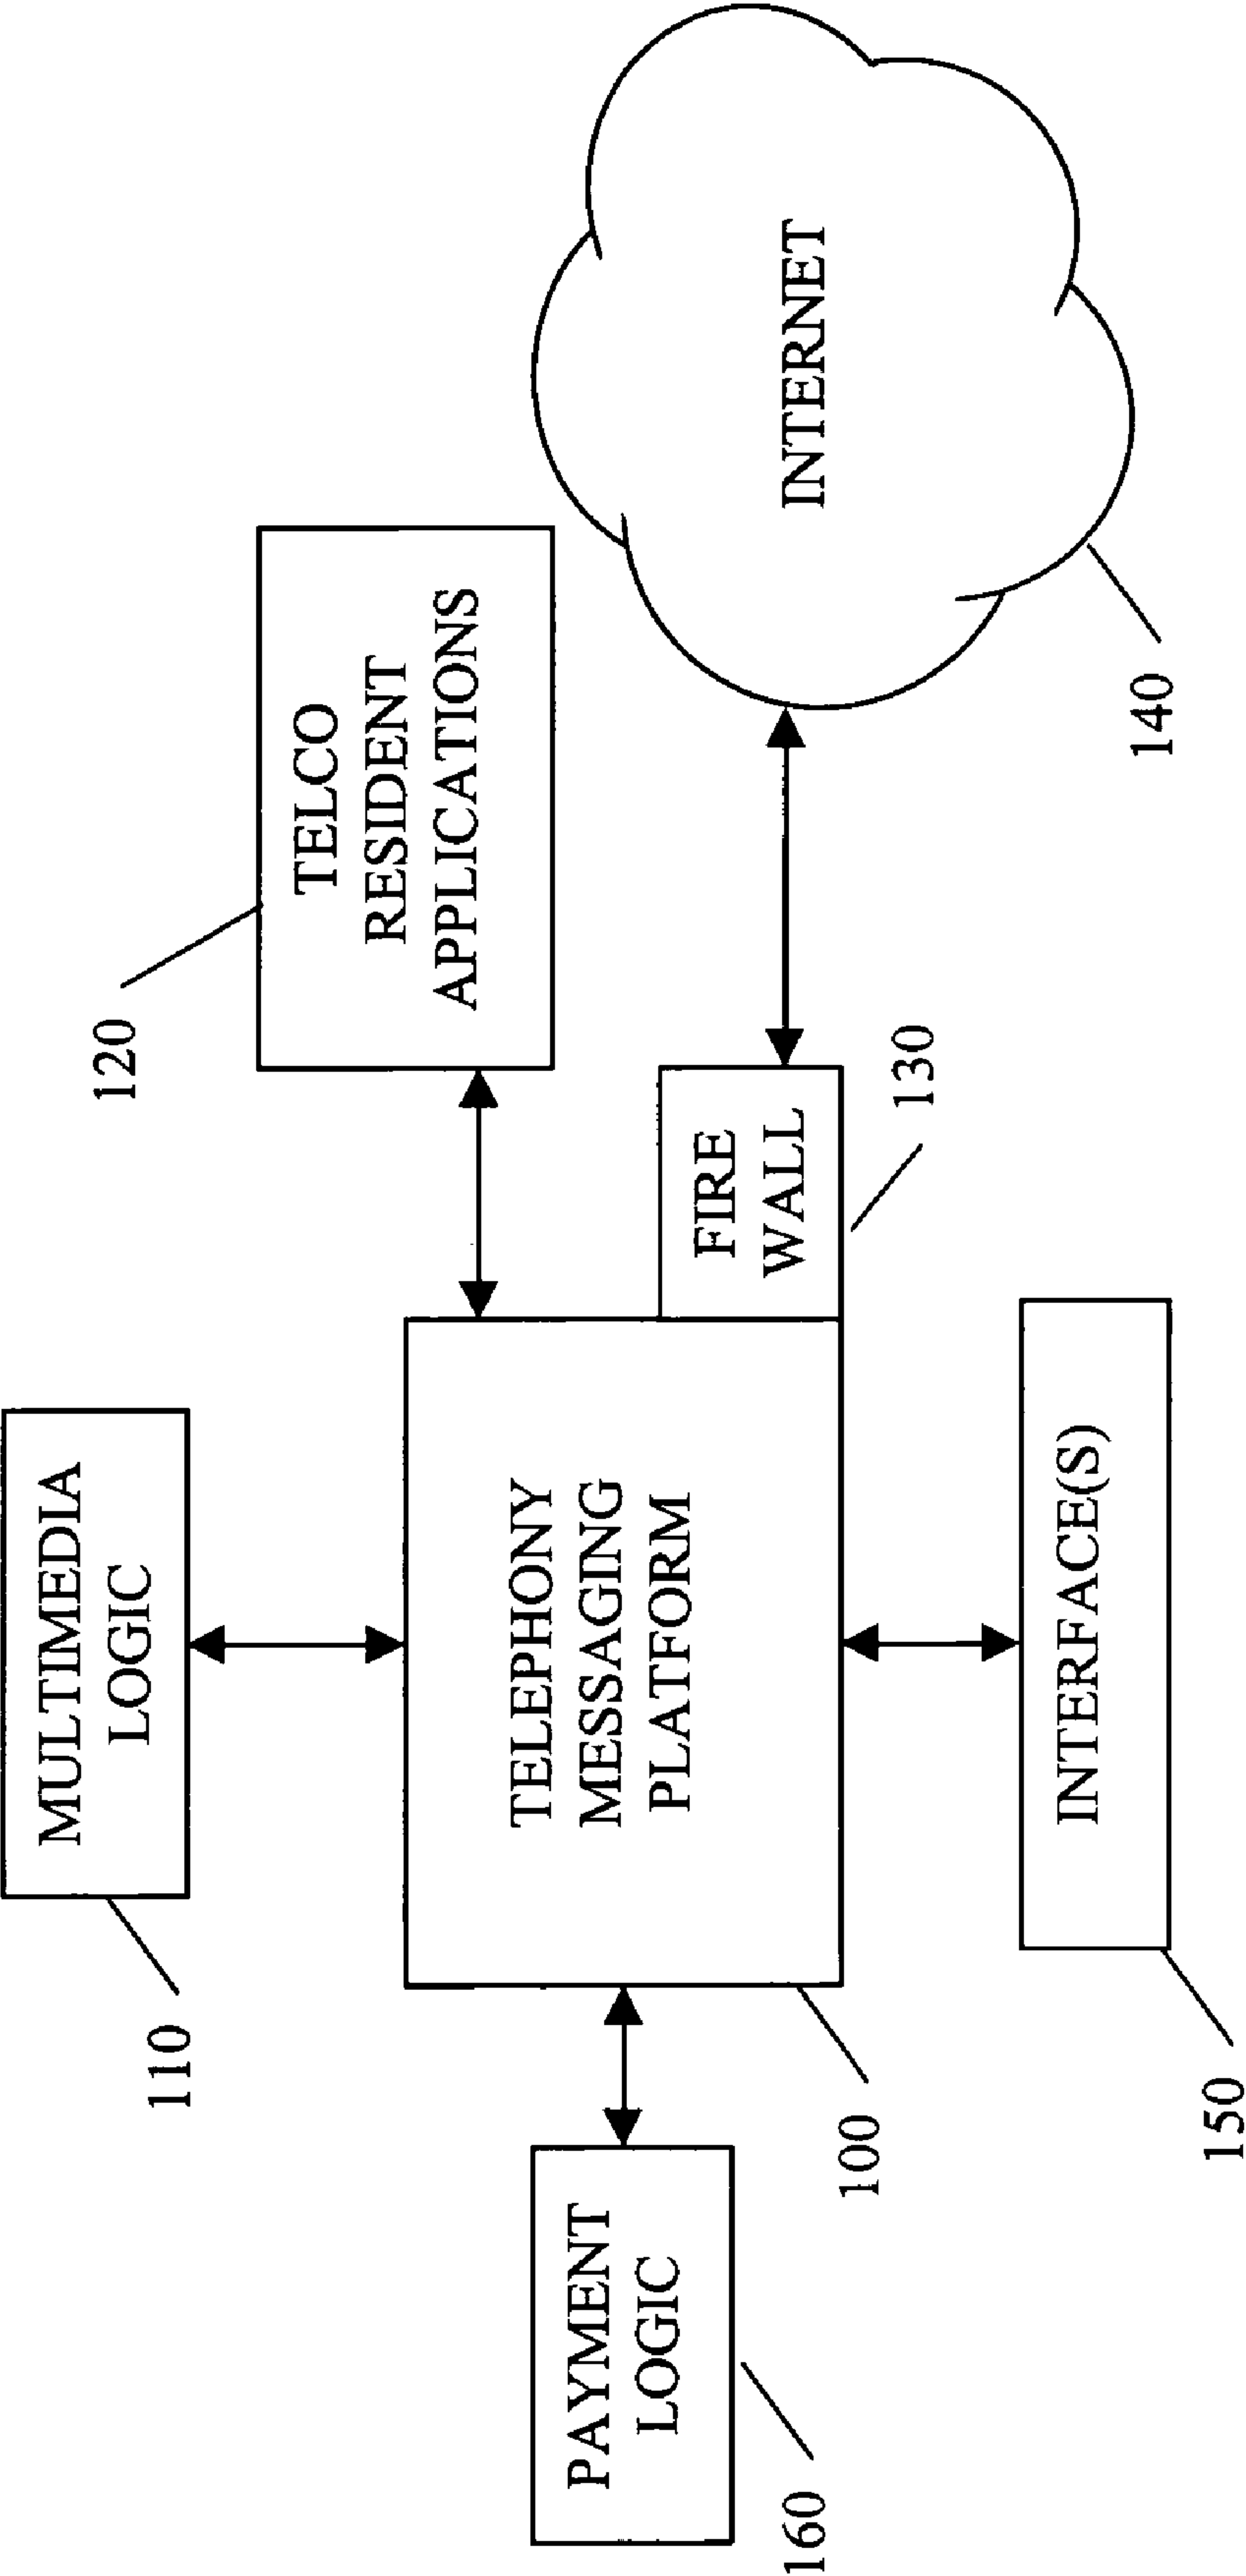 MULTIMEDIA
LOGIC
110
120
TELCO
RESIDENT
APPLICATIONS
PAYMENT
LOGIC
160
TELEPHONY
MESSAGING
PLATFORM
100
FIRE
WALL
130
INTERNET
140
INTERFACE(S)
150